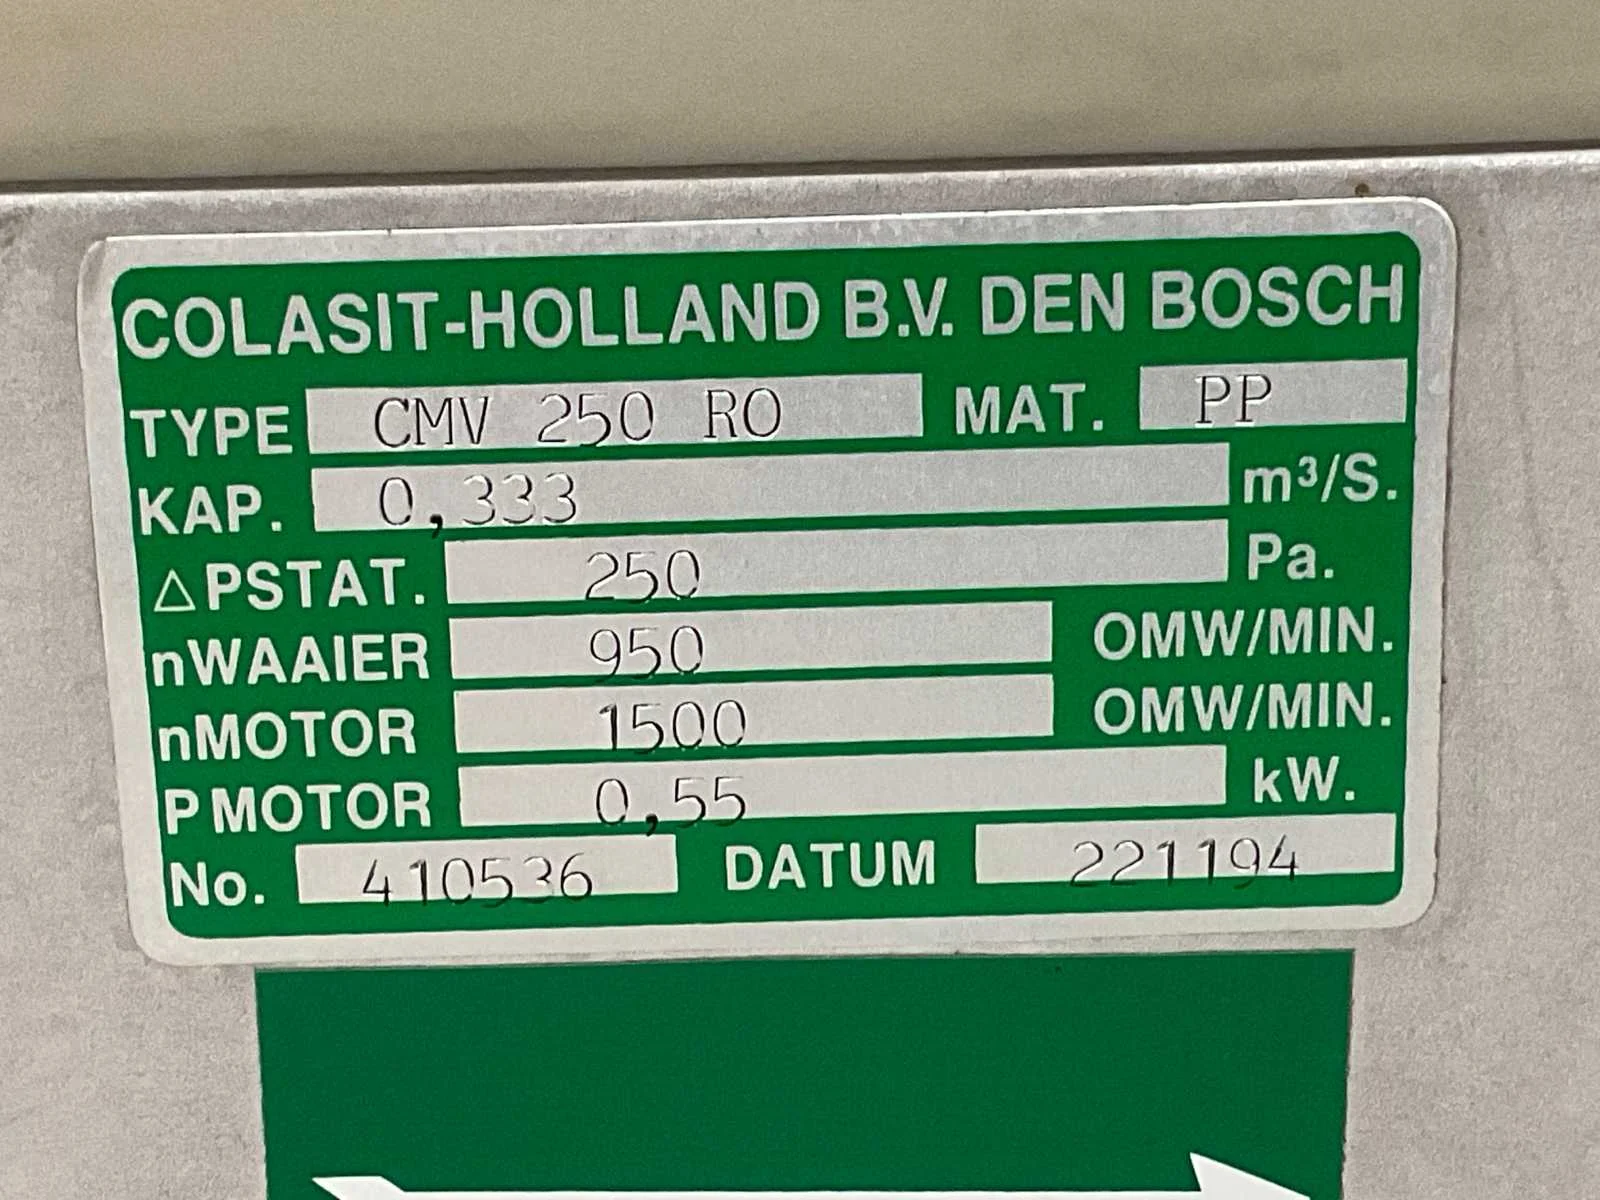 COLASIT-HOLLAND B.V. DEN BOSCH
TYPE CMV 250 RO MAT. PP
KAP. 0,333 m³/S.
△PSTAT. 250 Pa.
nWAAIER 950 OMW/MIN.
nMOTOR 1500 OMW/MIN.
PMOTOR 0,55 kW.
No. 410536 DATUM 221194